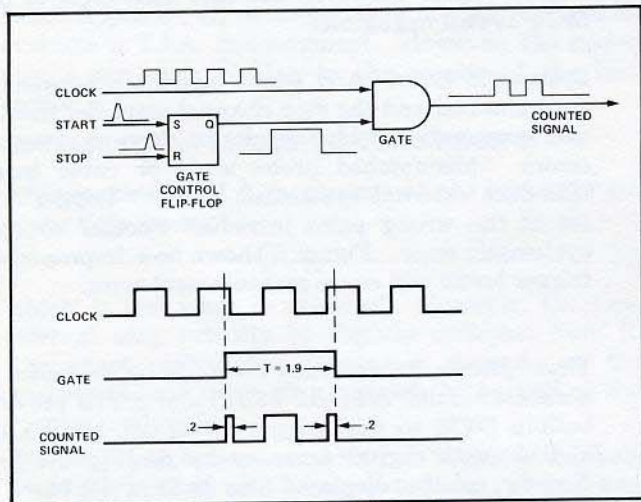 CLOCK
START
STOP
S Q
R
GATE
CONTROL
FLIP-FLOP
GATE
COUNTED
SIGNAL
CLOCK
GATE
T = 1.9
COUNTED
SIGNAL
.2
.2